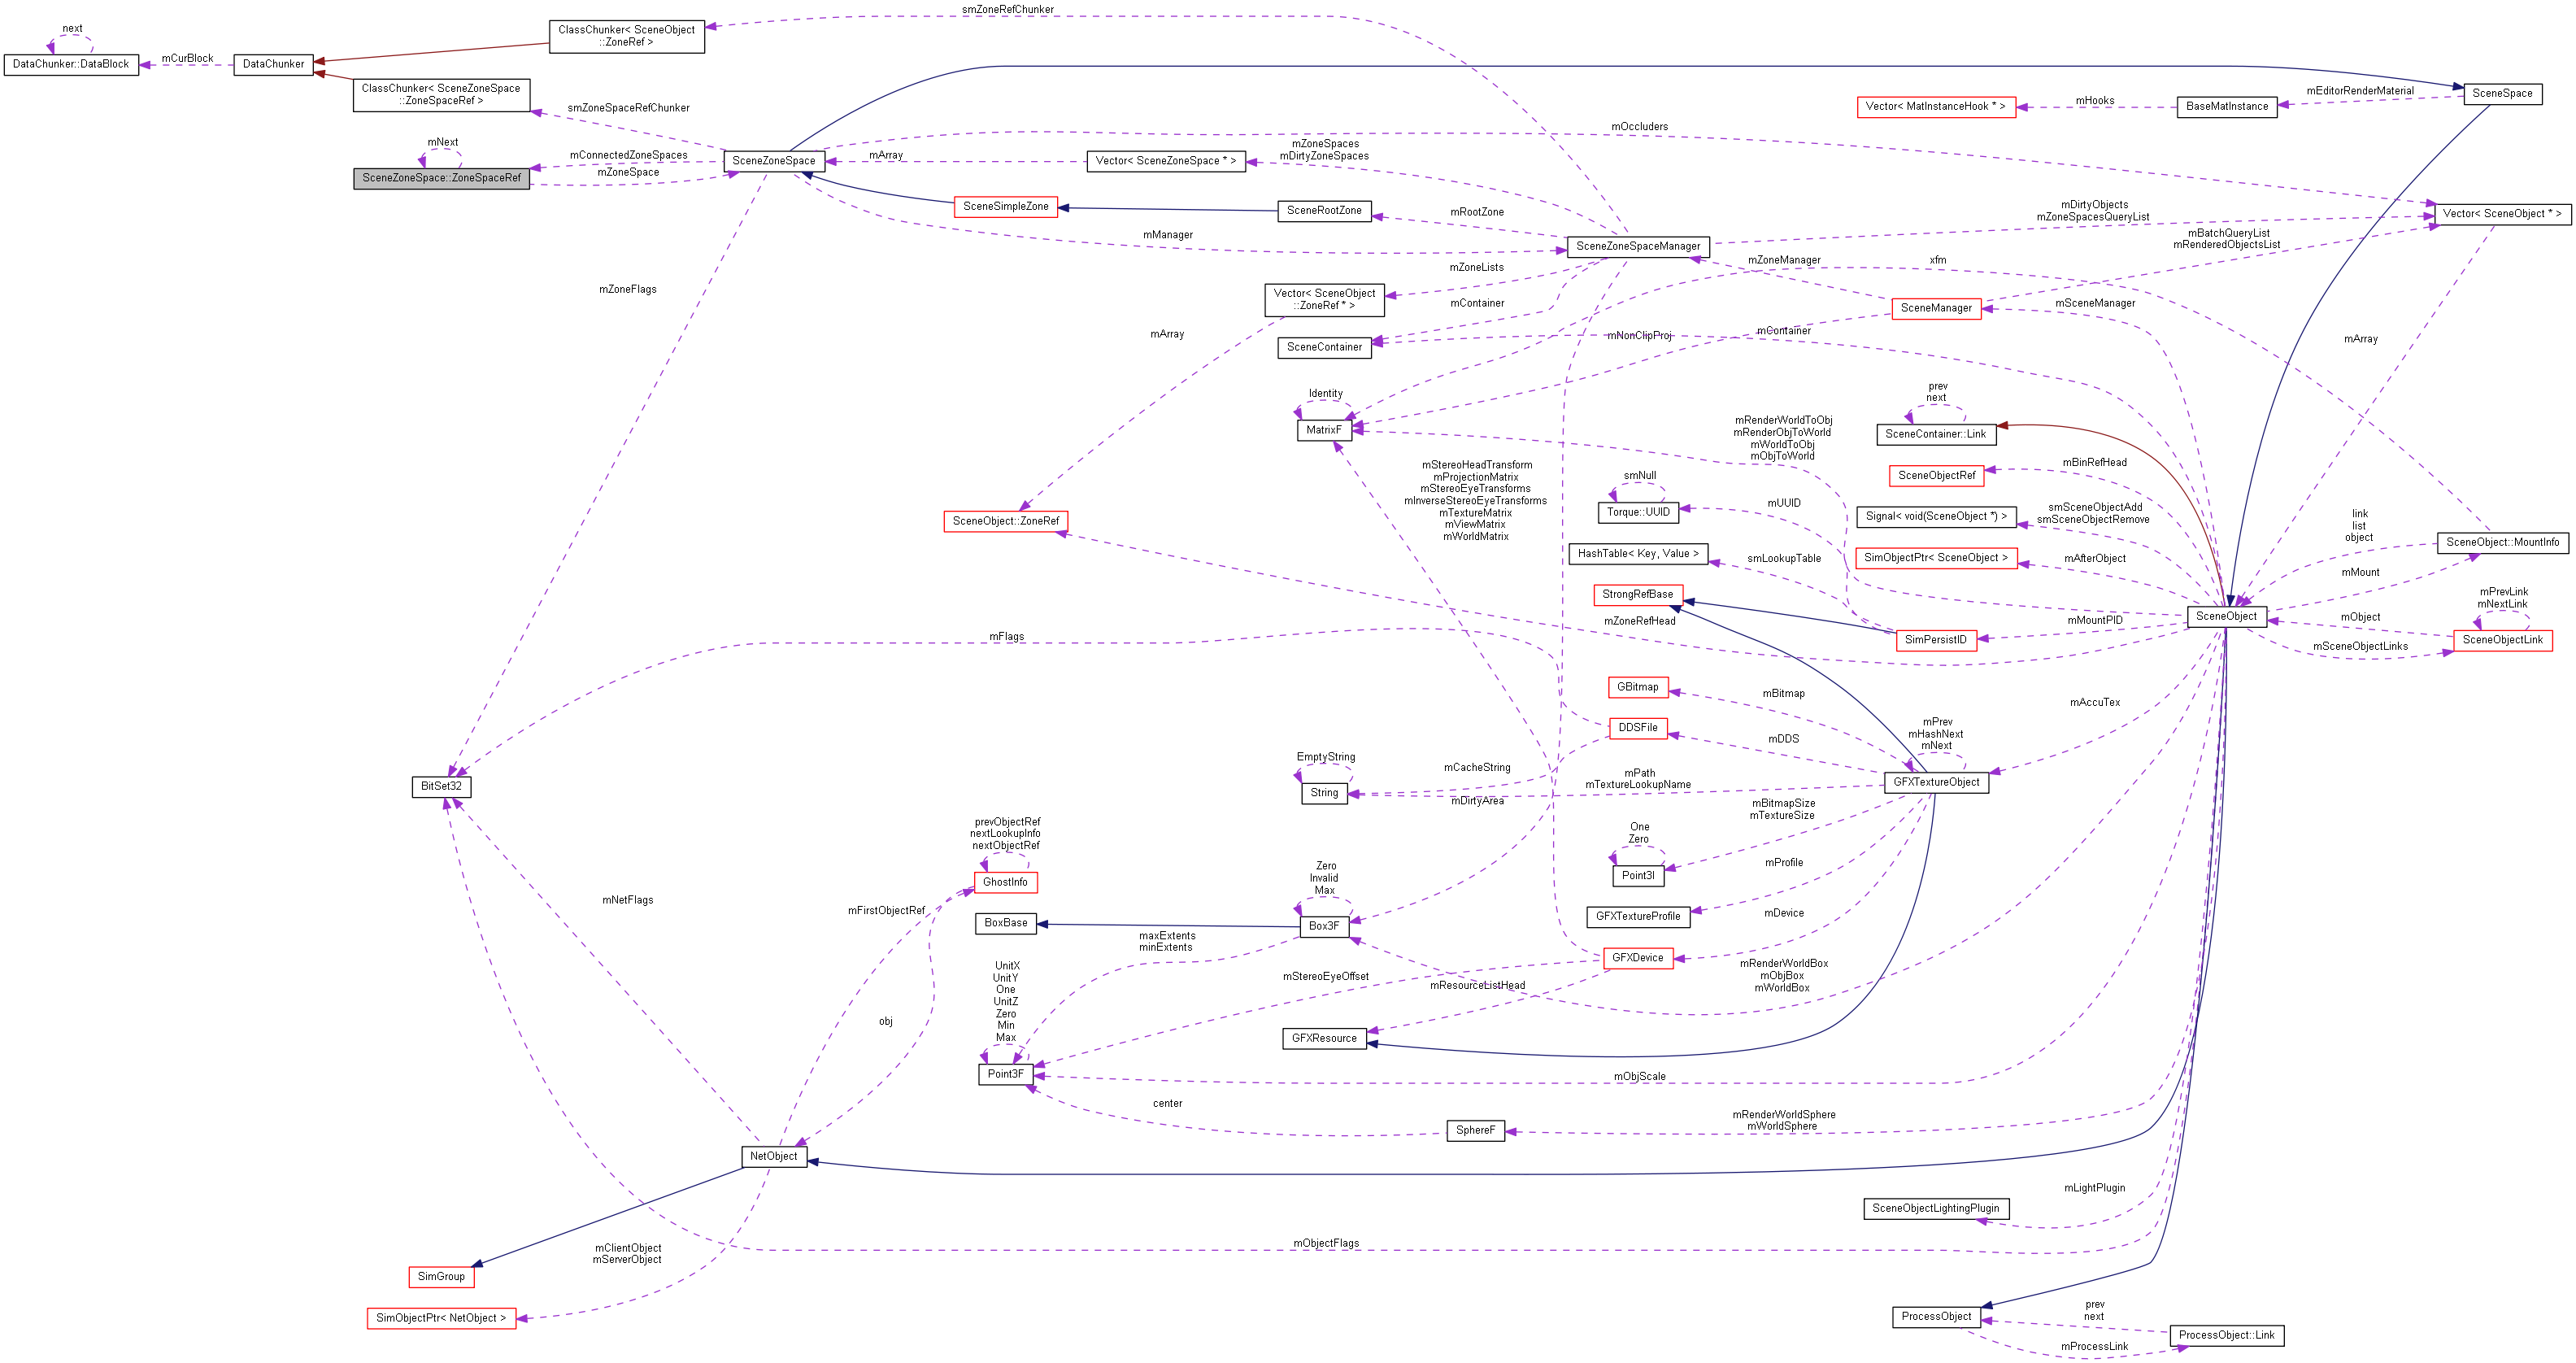 smZoneRefChunker
next
ClassChunker< SceneObject
::ZoneRef >
DataChunker::DataBlock
mCurBlock
DataChunker
ClassChunker< SceneZoneSpace
::ZoneSpaceRef >
smZoneSpaceRefChunker
mEditorRenderMaterial
SceneSpace
Vector< MatInstanceHook * >
mHooks
BaseMatInstance
mOccluders
mNext
mConnectedZoneSpaces
mZoneSpace
SceneZoneSpace::ZoneSpaceRef
SceneZoneSpace
mArray
Vector< SceneZoneSpace * >
mZoneSpaces
mDirtyZoneSpaces
SceneSimpleZone
SceneRootZone
mRootZone
mManager
SceneZoneSpaceManager
mDirtyObjects
mZoneSpacesQueryList
Vector< SceneObject * >
mBatchQueryList
mRenderedObjectsList
mZoneLists
mZoneManager
xfm
mZoneFlags
Vector< SceneObject
::ZoneRef * >
mContainer
SceneManager
mSceneManager
mArray
SceneContainer
mNonClipProj
mContainer
mArray
Identity
MatrixF
prev
next
SceneContainer::Link
mRenderWorldToObj
mRenderObjToWorld
mWorldToObj
mObjToWorld
mStereoHeadTransform
mProjectionMatrix
mStereoEyeTransforms
mInverseStereoEyeTransforms
mTextureMatrix
mViewMatrix
mWorldMatrix
smNull
Torque::UUID
mUUID
SceneObjectRef
mBinRefHead
Signal< void(SceneObject *) >
smSceneObjectAdd
smSceneObjectRemove
link
list
object
SceneObject::MountInfo
SceneObject::ZoneRef
HashTable< Key, Value >
smLookupTable
SimObjectPtr< SceneObject >
mAfterObject
mMount
StrongRefBase
SceneObject
mPrevLink
mNextLink
mObject
SceneObjectLink
mFlags
mZoneRefHead
SimPersistID
mMountPID
mSceneObjectLinks
GBitmap
mBitmap
mAccuTex
DDSFile
mDDS
mPrev
mHashNext
mNext
EmptyString
String
mCacheString
mPath
mTextureLookupName
GFXTextureObject
BitSet32
mDirtyArea
mBitmapSize
mTextureSize
prevObjectRef
nextLookupInfo
nextObjectRef
One
Zero
Point3I
GhostInfo
Zero
Invalid
Max
mProfile
mNetFlags
mFirstObjectRef
BoxBase
Box3F
GFXTextureProfile
mDevice
maxExtents
minExtents
GFXDevice
mRenderWorldBox
mObjBox
mWorldBox
UnitX
UnitY
One
UnitZ
Zero
Min
Max
mStereoEyeOffset
mResourceListHead
obj
GFXResource
Point3F
mObjScale
center
SphereF
mRenderWorldSphere
mWorldSphere
NetObject
mLightPlugin
SceneObjectLightingPlugin
mClientObject
mServerObject
mObjectFlags
SimGroup
SimObjectPtr< NetObject >
ProcessObject
prev
next
ProcessObject::Link
mProcessLink